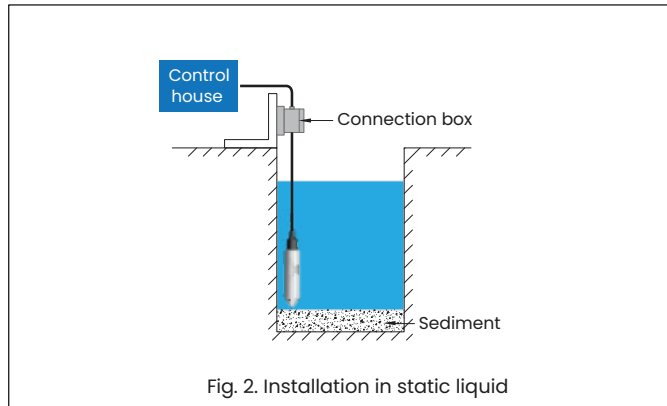 Control
house
Connection box
Sediment
Fig. 2. Installation in static liquid